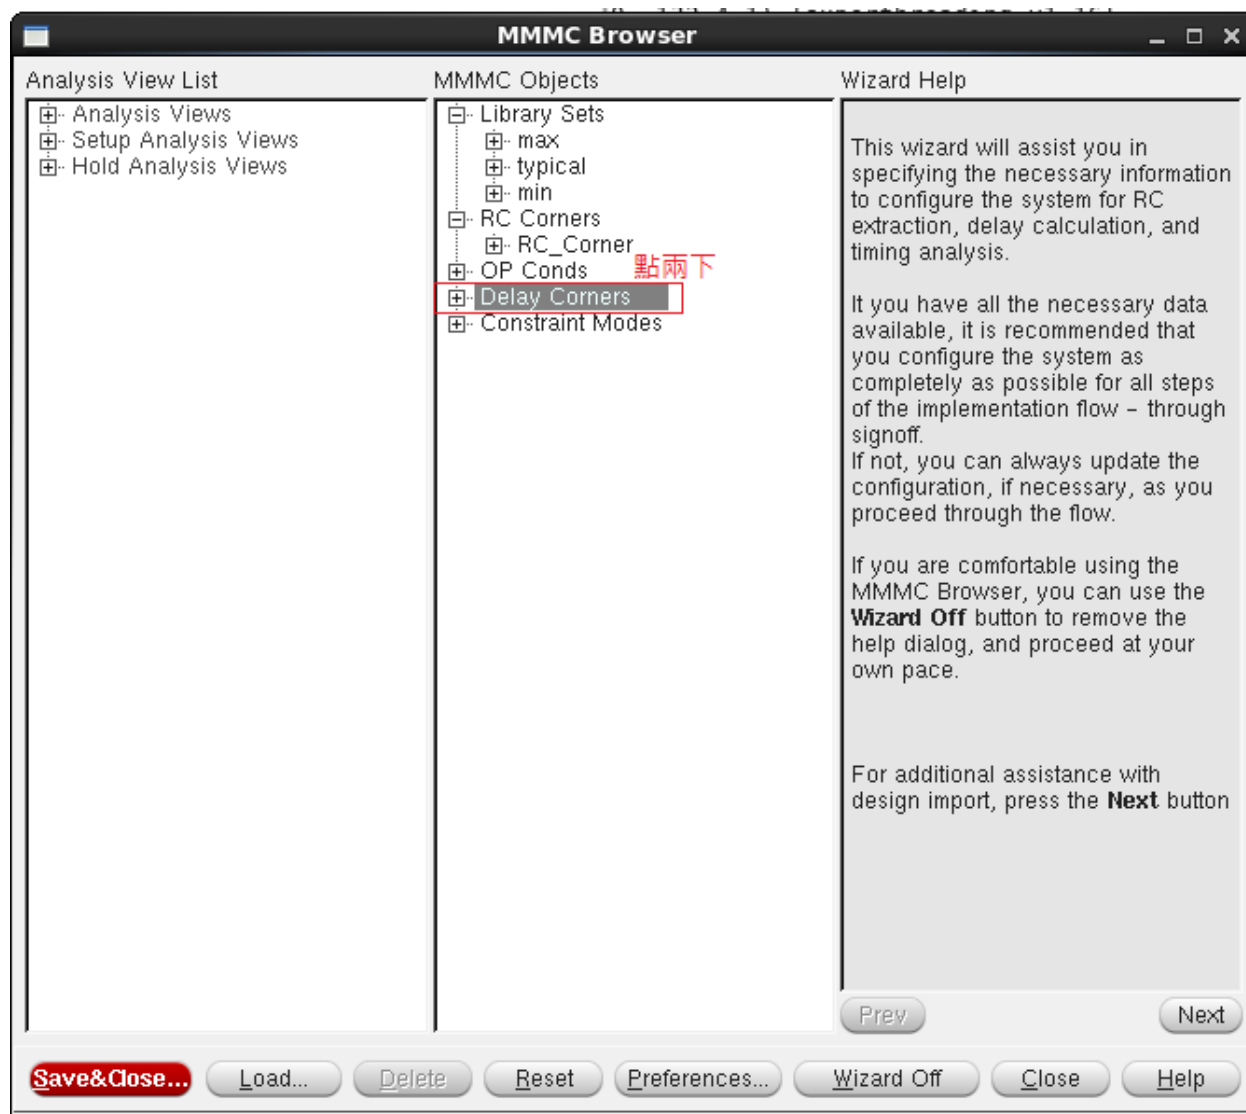 MMMC Browser
Analysis View List
Analysis Views
Setup Analysis Views
Hold Analysis Views
MMMC Objects
Library Sets
max
typical
min
RC Corners
RC_Corner
點兩下
OP Conds
Delay Corners
Constraint Modes
Wizard Help
This wizard will assist you in
specifying the necessary information
to configure the system for RC
extraction, delay calculation, and
timing analysis.
It you have all the necessary data
available, it is recommended that
you configure the system as
completely as possible for all steps
of the implementation flow – through
signoff.
If not, you can always update the
configuration, if necessary, as you
proceed through the flow.
If you are comfortable using the
MMMC Browser, you can use the
Wizard Off button to remove the
help dialog, and proceed at your
own pace.
For additional assistance with
design import, press the Next button
Prev Next
Save&Close... Load... Delete Reset Preferences... Wizard Off Close Help